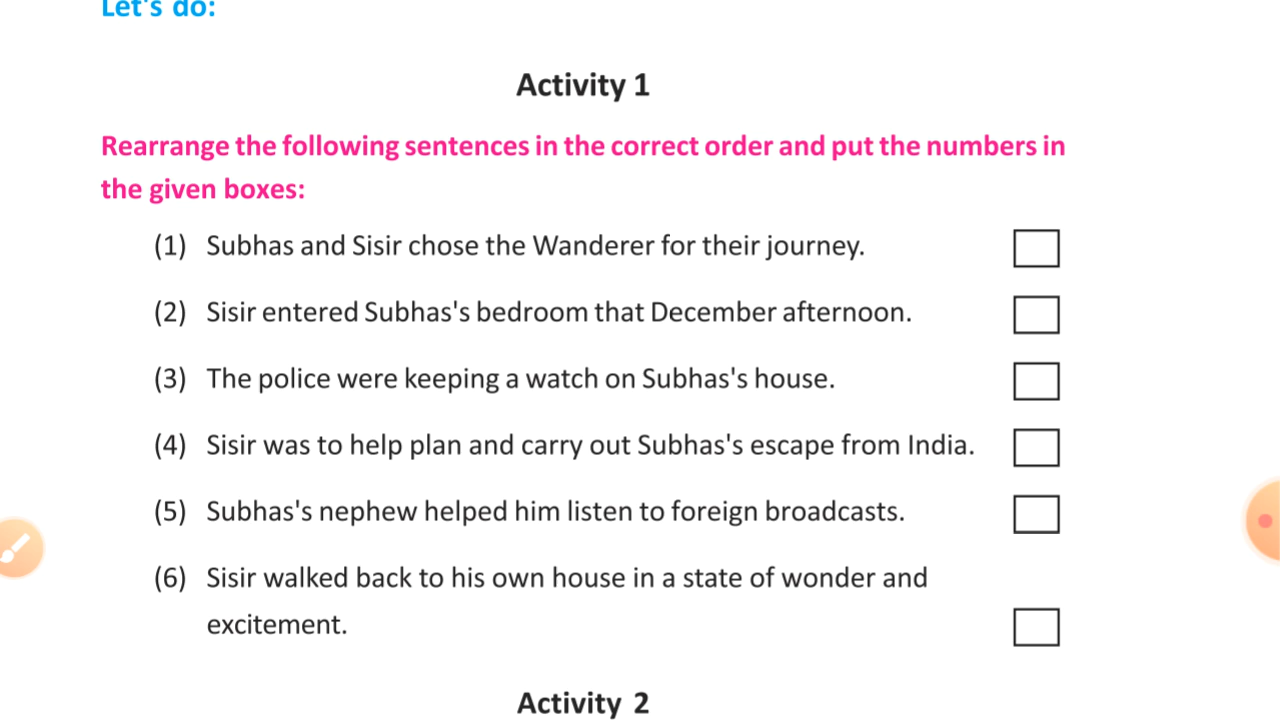 Let's do:
Activity 1
Rearrange the following sentences in the correct order and put the numbers in
the given boxes:
(1) Subhas and Sisir chose the Wanderer for their journey.
(2) Sisir entered Subhas's bedroom that December afternoon.
(3) The police were keeping a watch on Subhas's house.
(4) Sisir was to help plan and carry out Subhas's escape from India.
(5) Subhas's nephew helped him listen to foreign broadcasts.
(6) Sisir walked back to his own house in a state of wonder and
excitement.
Activity 2